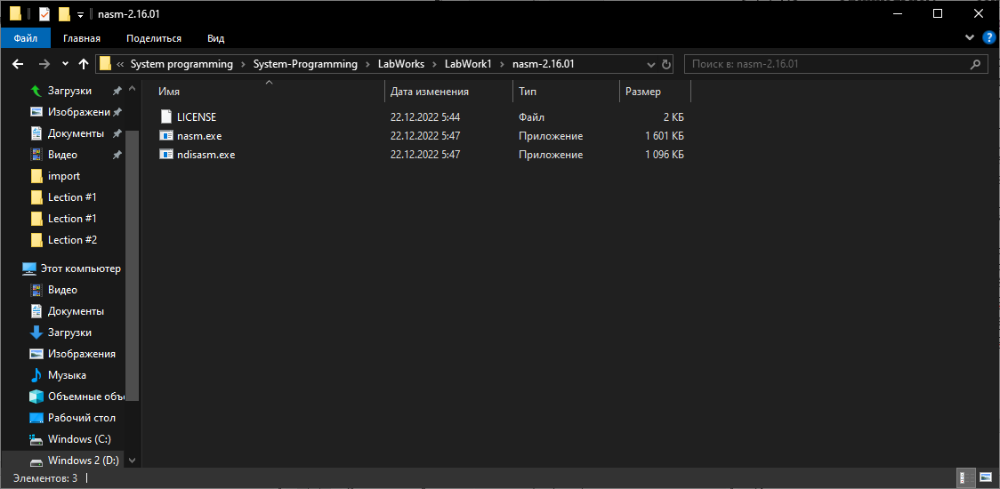 nasm-2.16.01
Файл Главная Поделиться Вид
« System programming › System-Programming › LabWorks › LabWork1 › nasm-2.16.01 Поиск в: nasm-2.16.01
Имя Дата изменения Тип Размер
LICENSE 22.12.2022 5:44 Файл 2 КБ
nasm.exe 22.12.2022 5:47 Приложение 1 601 КБ
ndisasm.exe 22.12.2022 5:47 Приложение 1 096 КБ
Загрузки
Изображени
Документы
Видео
import
Lection #1
Lection #1
Lection #2
Этот компьютер
Видео
Документы
Загрузки
Изображения
Музыка
Объемные объ
Рабочий стол
Windows (C:)
Windows 2 (D:)
Элементов: 3